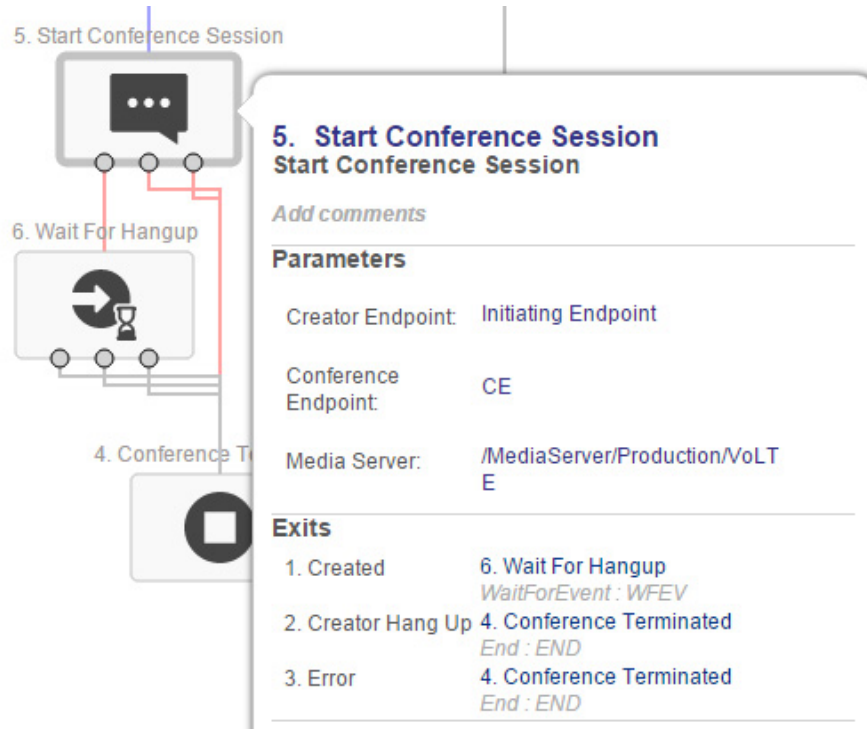 5. Start Conference Session
6. Wait For Hangup
4. Conference Te
5. Start Conference Session
Start Conference Session
Add comments
Parameters
Creator Endpoint: Initiating Endpoint
Conference
Endpoint: CE
Media Server: /MediaServer/Production/VoLT
E
Exits
1. Created 6. Wait For Hangup
WaitForEvent : WFEV
2. Creator Hang Up 4. Conference Terminated
End : END
3. Error 4. Conference Terminated
End : END